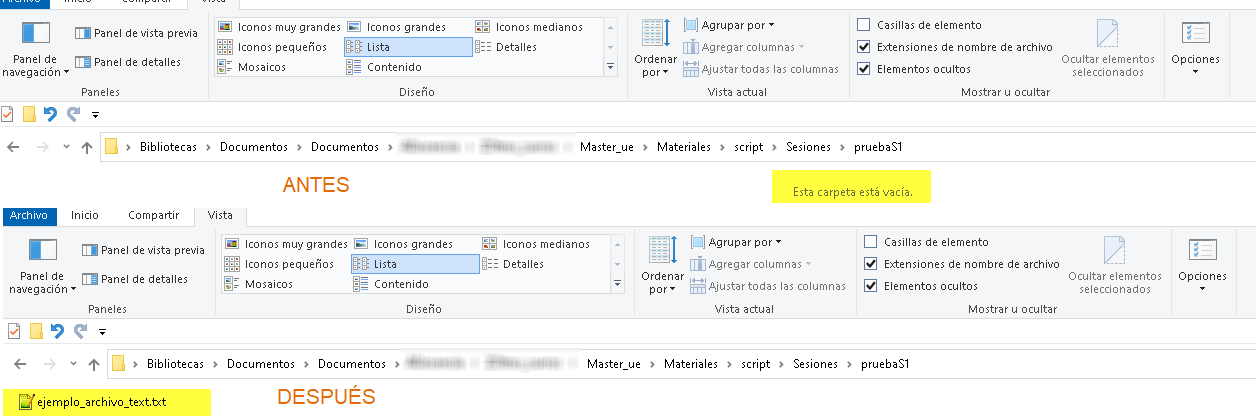 Archivo Inicio Compartir Vista
Iconos muy grandes Iconos grandes Iconos medianos
Panel de vista previa
Agrupar por
Casillas de elemento
Iconos pequeños Lista Detalles
Agregar columnas
Extensiones de nombre de archivo
Panel de navegación
Panel de detalles
Mosaicos Contenido
Ordenar por
Ajustar todas las columnas
Elementos ocultos
Ocultar elementos seleccionados
Opciones
Paneles Diseño Vista actual Mostrar u ocultar
Bibliotecas Documentos Documentos Master_ue Materiales script Sesiones pruebaS1
ANTES
Esta carpeta está vacía.
Archivo Inicio Compartir Vista
Iconos muy grandes Iconos grandes Iconos medianos
Panel de vista previa
Agrupar por
Casillas de elemento
Iconos pequeños Lista Detalles
Agregar columnas
Extensiones de nombre de archivo
Panel de navegación
Panel de detalles
Mosaicos Contenido
Ordenar por
Ajustar todas las columnas
Elementos ocultos
Ocultar elementos seleccionados
Opciones
Paneles Diseño Vista actual Mostrar u ocultar
Bibliotecas Documentos Documentos Master_ue Materiales script Sesiones pruebaS1
ejemplo_archivo_text.txt
DESPUÉS